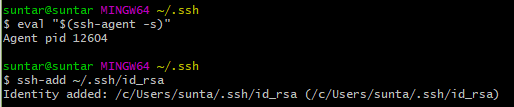 suntar@suntar MINGW64 ~/.ssh
$ eval "$(ssh-agent -s)"
Agent pid 12604
suntar@suntar MINGW64 ~/.ssh
$ ssh-add ~/.ssh/id_rsa
Identity added: /c/Users/sunta/.ssh/id_rsa (/c/Users/sunta/.ssh/id_rsa)